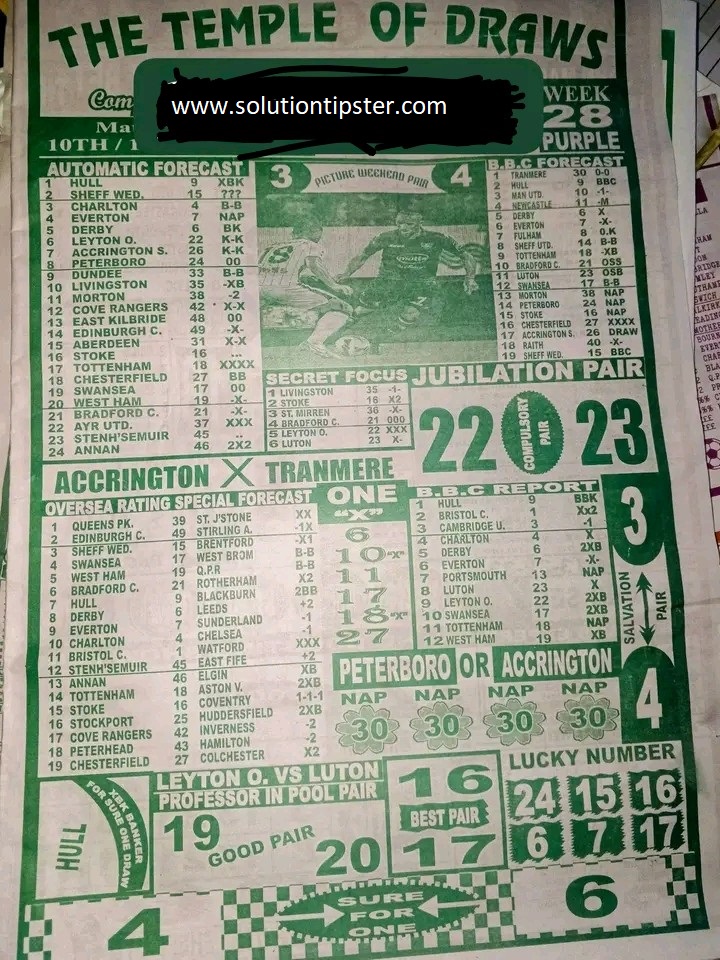 THE TEMPLE OF DRAWS
www.solutiontipster.com
WEEK
28
PURPLE
10TH / 1
AUTOMATIC FORECAST
1 HULL 9 XBK
2 SHEFF WED. 15 ???
3 CHARLTON 4 B-B
4 EVERTON 7 NAP
5 DERBY 6 BK
6 LEYTON O. 22 K-K
7 ACCRINGTON S. 26 K-K
8 PETERBORO 24 00
9 DUNDEE 33 B-B
10 LIVINGSTON 35 -XB
11 MORTON 38 -2
12 COVE RANGERS 42 X-X
13 EAST KILBRIDE 48 00
14 EDINBURGH C. 49 -X-
15 ABERDEEN 31 X-X
16 STOKE 16 ...
17 TOTTENHAM 18 XXXX
18 CHESTERFIELD 27 BB
19 SWANSEA 17 00
20 WEST HAM 19 -X-
21 BRADFORD C. 21 -X-
22 AYR UTD. 37 XXX
23 STENH'SEMUIR 45 ..
24 ANNAN 46 2X2
3 PICTURE WEEKEND PAIR 4
B.B.C FORECAST
1 TRANMERE 30 0-0
2 HULL 9 BBC
3 MAN UTD. 10 -1-
4 NEWCASTLE 11 -M
5 DERBY 6 X
6 EVERTON 7 -X-
7 FULHAM 8 0.K
8 SHEFF UTD. 14 B-B
9 TOTTENHAM 18 -XB
10 BRADFORD C. 21 OSS
11 LUTON 23 OSB
12 SWANSEA 17 B-B
13 MORTON 38 NAP
14 PETERBORO 24 NAP
15 STOKE 16 NAP
16 CHESTERFIELD 27 XXXX
17 ACCRINGTON S. 26 DRAW
18 RAITH 40 -X-
19 SHEFF WED. 15 BBC
SECRET FOCUS
1 LIVINGSTON 35 -1-
2 STOKE 16 X2
3 ST. MIRREN 36 -X-
4 BRADFORD C. 21 000
5 LEYTON O. 22 XXX
6 LUTON 23 X-
JUBILATION PAIR
22 COMPULSORY PAIR 23
ACCRINGTON X TRANMERE
OVERSEA RATING SPECIAL FORECAST
1 QUEENS PK. 39 ST. J'STONE XX
2 EDINBURGH C. 49 STIRLING A. -1X
3 SHEFF WED. 15 BRENTFORD -X1
4 SWANSEA 17 WEST BROM B-B
5 WEST HAM 19 Q.P.R B-B
6 BRADFORD C. 21 ROTHERHAM X2
7 HULL 9 BLACKBURN 2BB
8 DERBY 6 LEEDS +2
9 EVERTON 7 SUNDERLAND -1
10 CHARLTON 4 CHELSEA -1
11 BRISTOL C. 1 WATFORD XXX
12 STENH'SEMUIR 45 EAST FIFE +2
13 ANNAN 46 ELGIN XB
14 TOTTENHAM 18 ASTON V. 2XB
15 STOKE 16 COVENTRY 1-1-1
16 STOCKPORT 25 HUDDERSFIELD 2XB
17 COVE RANGERS 42 INVERNESS -2
18 PETERHEAD 43 HAMILTON -2
19 CHESTERFIELD 27 COLCHESTER X2
ONE
"X"
6
10 "X"
11
17
18 "X"
27
B.B.C REPORT
1 HULL 9 BBK
2 BRISTOL C. 1 Xx2
3 CAMBRIDGE U. 3 -1
4 CHARLTON 4 X
5 DERBY 6 2XB
6 EVERTON 7 -X-
7 PORTSMOUTH 13 NAP
8 LUTON 23 X
9 LEYTON O. 22 2XB
10 SWANSEA 17 2XB
11 TOTTENHAM 18 NAP
12 WEST HAM 19 XB
3
SALVATION PAIR
4
PETERBORO OR ACCRINGTON
NAP NAP NAP NAP
30 30 30 30
HULL
XBK BANKER
FOR SURE ONE DRAW
LEYTON O. VS LUTON
PROFESSOR IN POOL PAIR
19 GOOD PAIR 20
16
BEST PAIR
17
LUCKY NUMBER
24 15 16
6 7 17
4
SURE
FOR
ONE
6